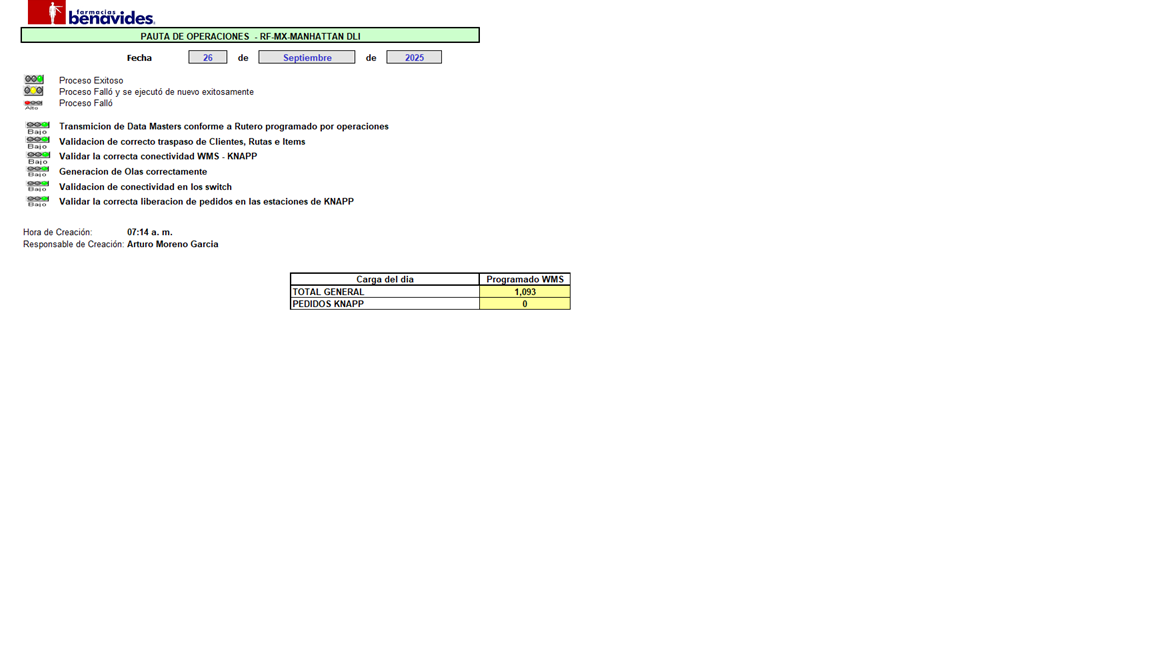 farmacias
benavides
PAUTA DE OPERACIONES - RF-MX-MANHATTAN DLI
Fecha 26 de Septiembre de 2025
Proceso Exitoso
Proceso Falló y se ejecutó de nuevo exitosamente
Alto Proceso Falló
Bajo Transmicion de Data Masters conforme a Rutero programado por operaciones
Bajo Validacion de correcto traspaso de Clientes, Rutas e Items
Bajo Validar la correcta conectividad WMS - KNAPP
Bajo Generacion de Olas correctamente
Bajo Validacion de conectividad en los switch
Bajo Validar la correcta liberacion de pedidos en las estaciones de KNAPP
Hora de Creación: 07:14 a. m.
Responsable de Creación: Arturo Moreno Garcia
Carga del dia Programado WMS
TOTAL GENERAL 1,093
PEDIDOS KNAPP 0